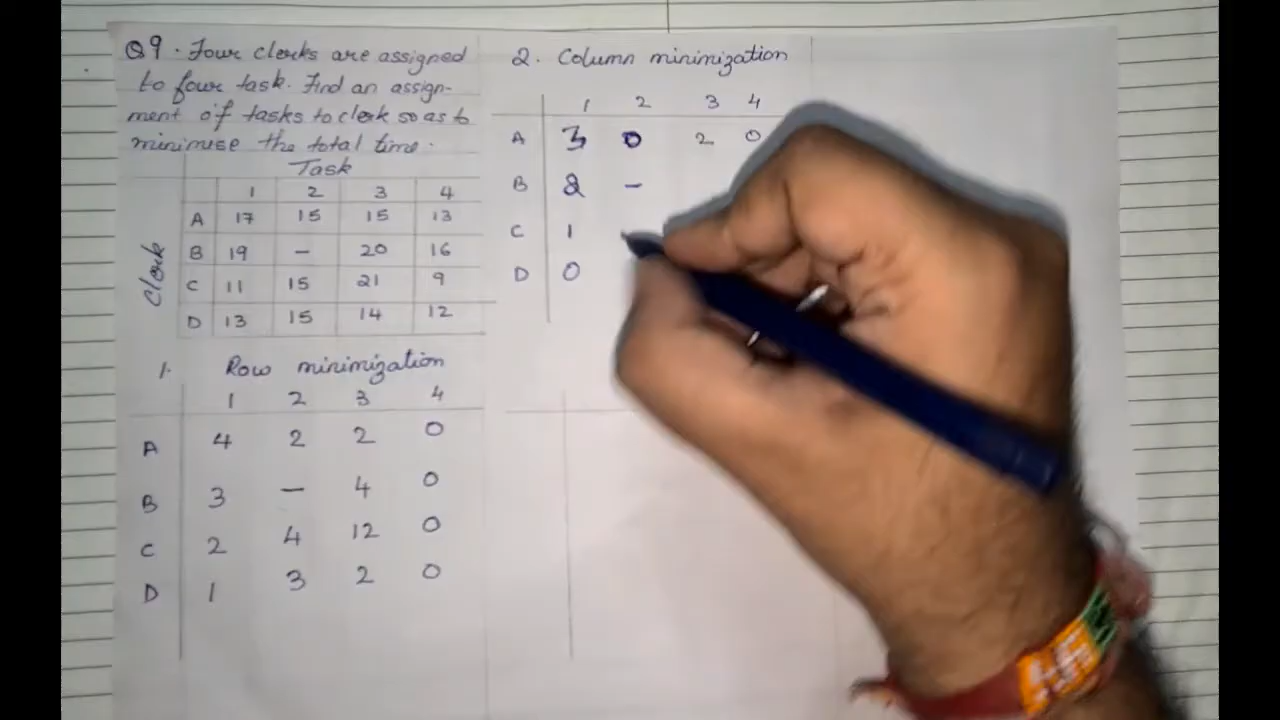 Q9. Four clerks are assigned
to four task. Find an assign-
ment of tasks to clerk so as to
minimise the total time.
Task
1 2 3 4
A 17 15 15 13
B 19 - 20 16
C 11 15 21 9
D 13 15 14 12
Clerk
1. Row minimization
1 2 3 4
A 4 2 2 0
B 3 - 4 0
C 2 4 12 0
D 1 3 2 0
2. Column minimization
1 2 3 4
A 3 0 2 0
B 2 -
C 1
D 0